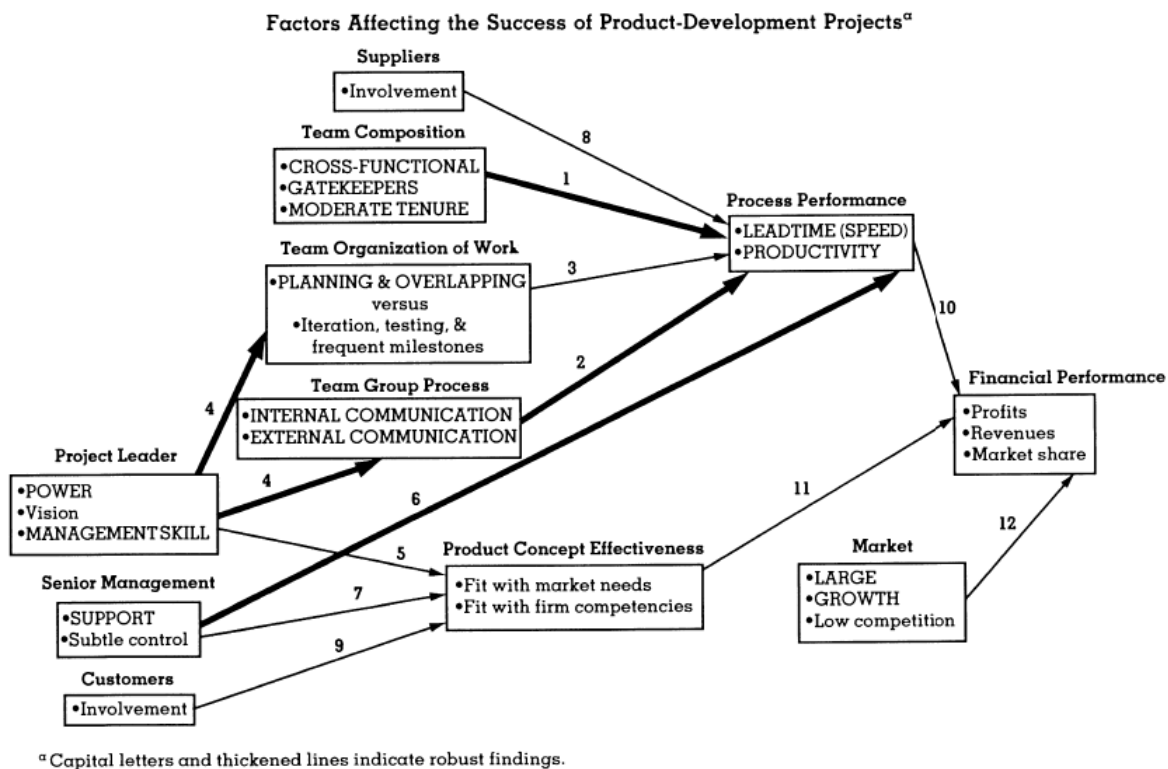 Factors Affecting the Success of Product-Development Projectsᵃ
Suppliers
•Involvement
8
Team Composition
•CROSS-FUNCTIONAL
•GATEKEEPERS
•MODERATE TENURE
1
Process Performance
•LEADTIME (SPEED)
•PRODUCTIVITY
Team Organization of Work
•PLANNING & OVERLAPPING
versus
•Iteration, testing, &
frequent milestones
3
10
2
Team Group Process
•INTERNAL COMMUNICATION
•EXTERNAL COMMUNICATION
4
Financial Performance
•Profits
•Revenues
•Market share
Project Leader
•POWER
•Vision
•MANAGEMENT SKILL
4
6
11
12
5
Product Concept Effectiveness
•Fit with market needs
•Fit with firm competencies
Market
•LARGE
•GROWTH
•Low competition
Senior Management
•SUPPORT
•Subtle control
7
9
Customers
•Involvement
ᵃ Capital letters and thickened lines indicate robust findings.